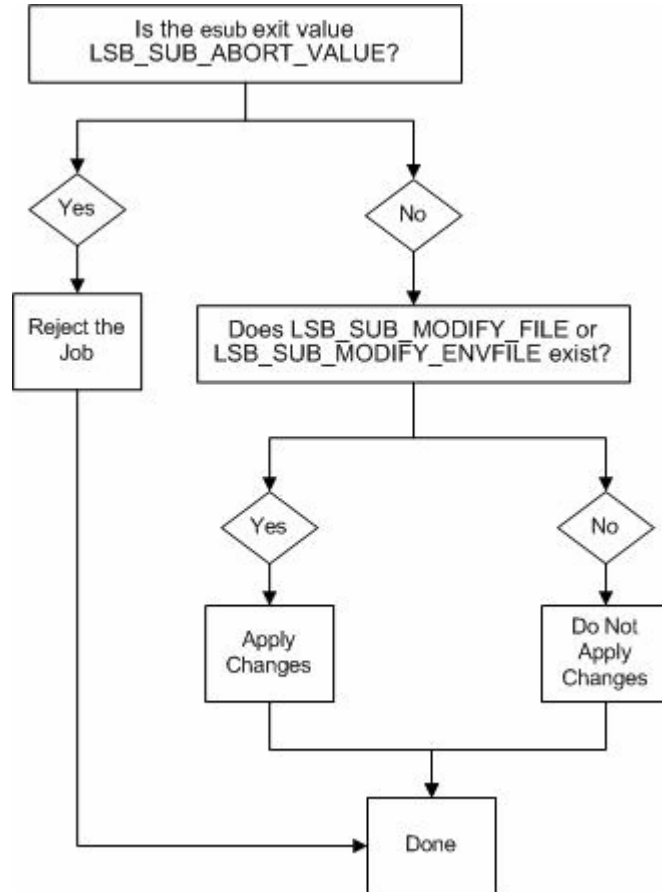 Is the esub exit value
LSB_SUB_ABORT_VALUE?
Yes
No
Reject the
Job
Does LSB_SUB_MODIFY_FILE or
LSB_SUB_MODIFY_ENVFILE exist?
Yes
No
Apply
Changes
Do Not
Apply
Changes
Done